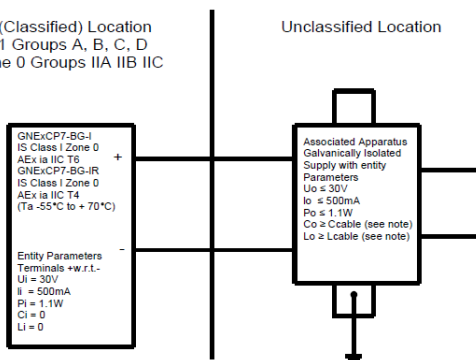 (Classified) Location
1 Groups A, B, C, D
ne 0 Groups IIA IIB IIC
Unclassified Location
GNExCP7-BG-I
IS Class I Zone 0
AEx ia IIC T6
GNExCP7-BG-IR
IS Class I Zone 0
AEx ia IIC T4
(Ta -55°C to + 70°C)
+
-
Entity Parameters
Terminals +w.r.t.-
Ui = 30V
Ii = 500mA
Pi = 1.1W
Ci = 0
Li = 0
Associated Apparatus
Galvanically Isolated
Supply with entity
Parameters
Uo ≤ 30V
Io ≤ 500mA
Po ≤ 1.1W
Co ≥ Ccable (see note)
Lo ≥ Lcable (see note)